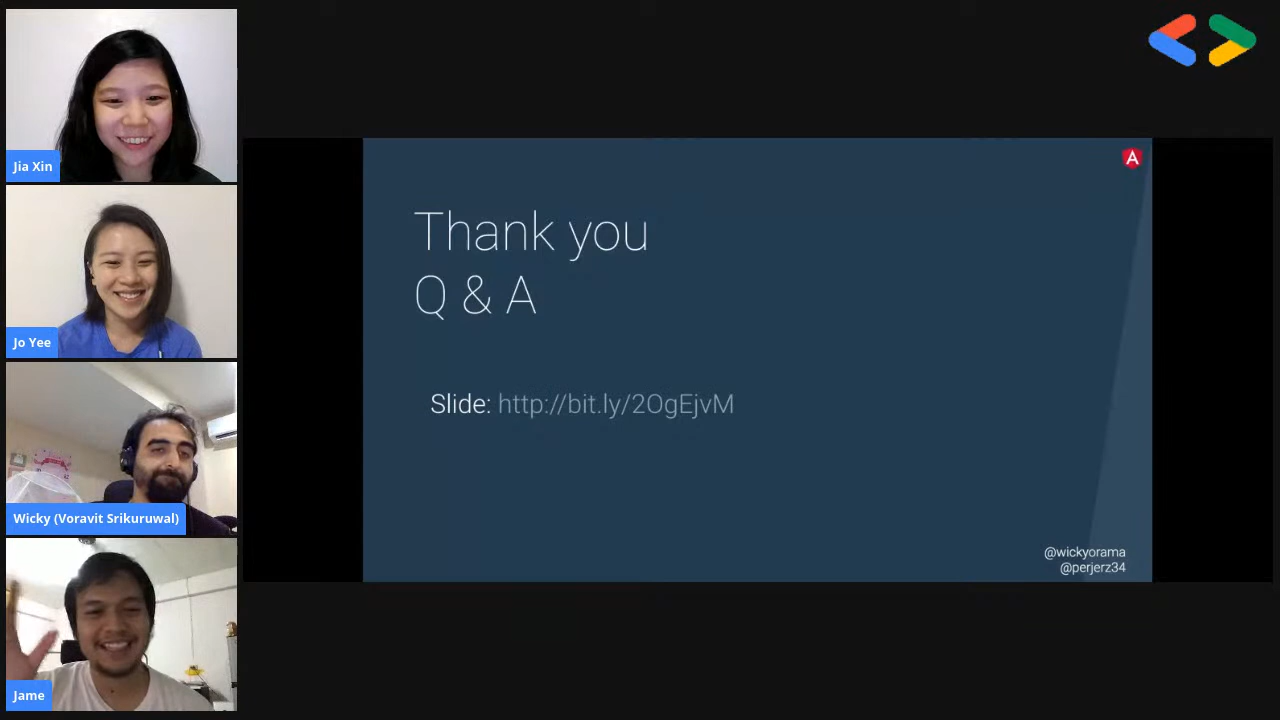 Jia Xin
Jo Yee
Wicky (Voravit Srikuruwal)
Jame
A
Thank you
Q & A
Slide: http://bit.ly/2OgEjvM
@wickyorama
@perjerz34